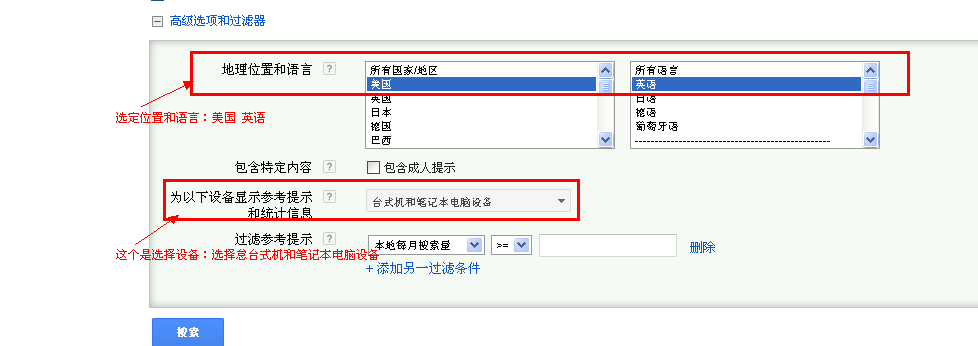 高级选项和过滤器
地理位置和语言 ? 所有国家/地区 所有语言
美国 英语
英国 日语
选定位置和语言：美国 英语 日本 德语
德国 葡萄牙语
巴西 --------------------------------------------------
包含特定内容 ? 包含成人提示
为以下设备显示参考提示 ? 台式机和笔记本电脑设备
和统计信息
过滤参考提示 ? 本地每月搜索量 >= 删除
这个是选择设备：选择总台式机和笔记本电脑设备
+ 添加另一过滤条件
搜索